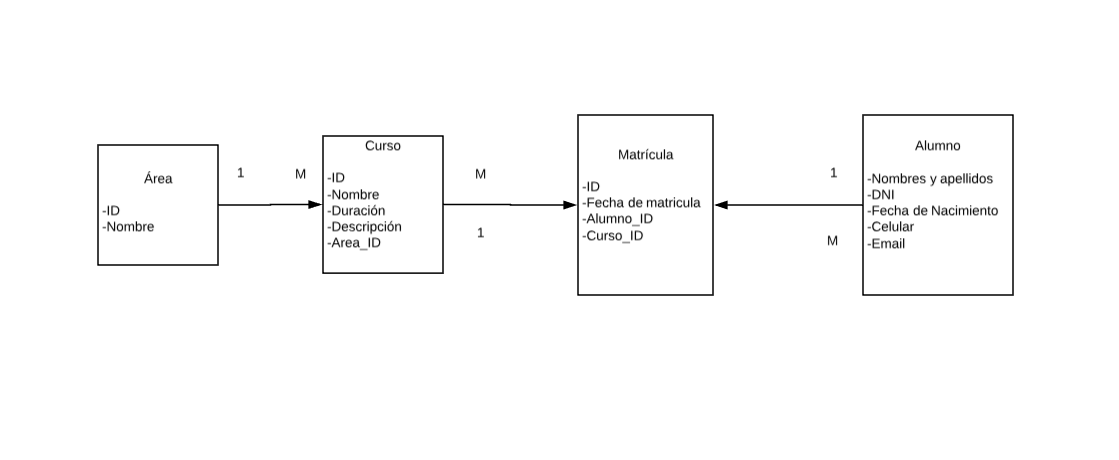 Área
-ID
-Nombre
1
M
Curso
-ID
-Nombre
-Duración
-Descripción
-Area_ID
M
1
Matrícula
-ID
-Fecha de matricula
-Alumno_ID
-Curso_ID
1
M
Alumno
-Nombres y apellidos
-DNI
-Fecha de Nacimiento
-Celular
-Email